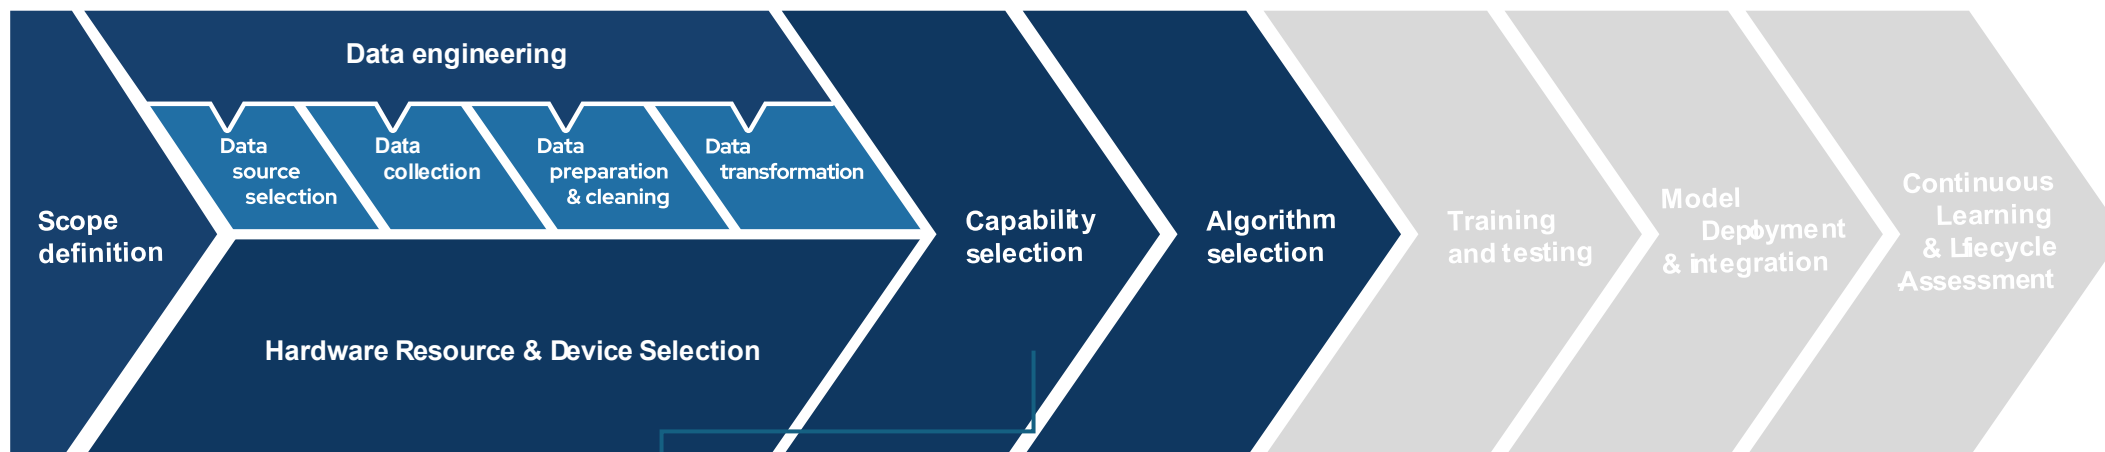 Data engineering
Data
source
selection
Data
collection
Data
preparation
& cleaning
Data
transformation
Scope
definition
Hardware Resource & Device Selection
Capability
selection
Algorithm
selection
Training
and testing
Model
Deployment
& integration
Continuous
Learning
& Lifecycle
Assessment